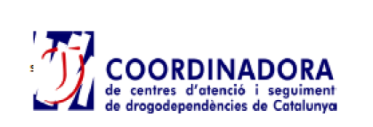 COORDINADORA
de centres d'atenció i seguiment
de drogodependències de Catalunya